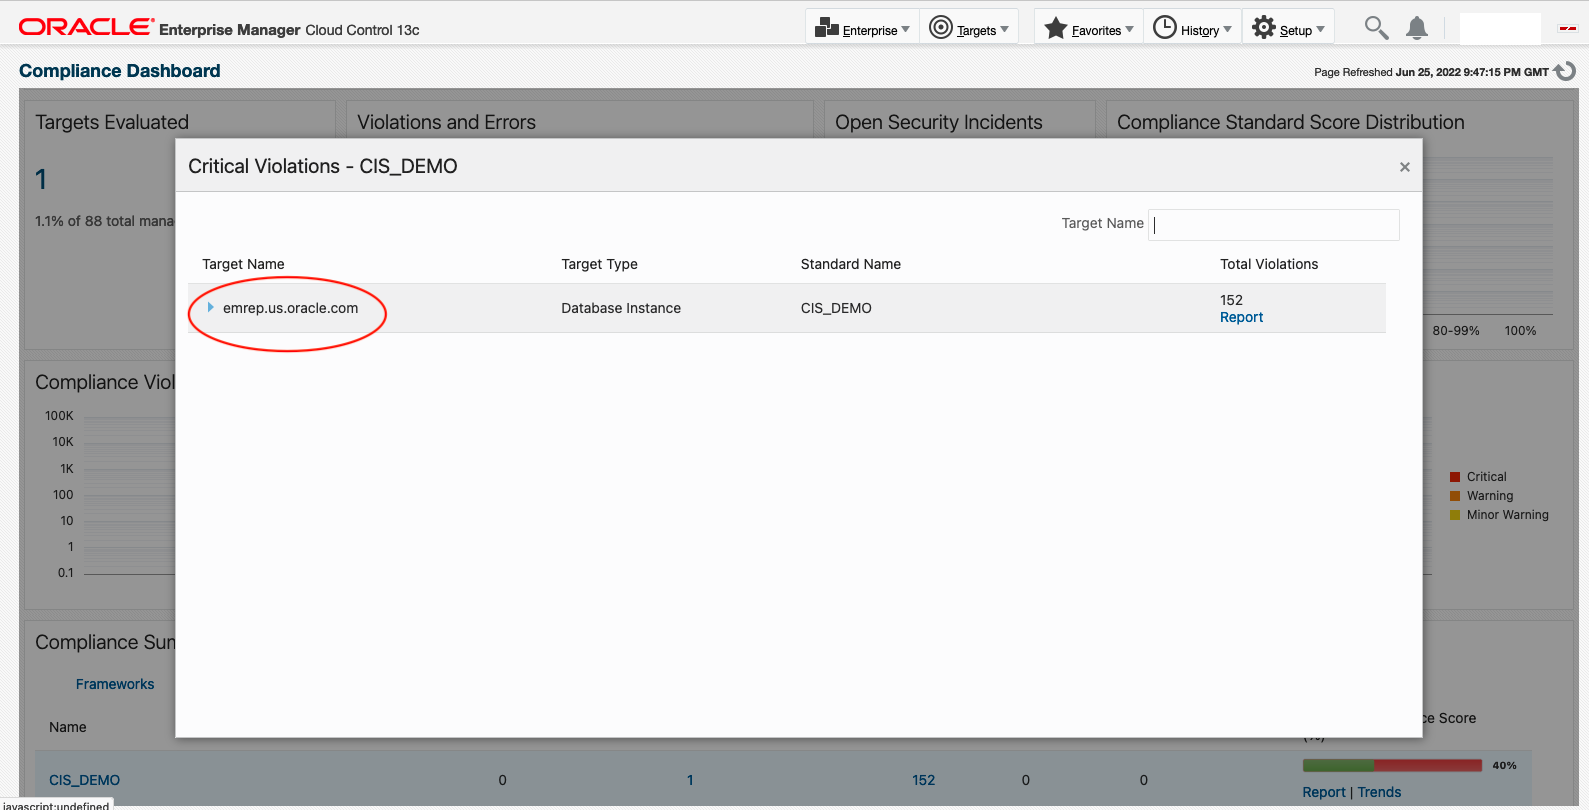 ORACLE Enterprise Manager Cloud Control 13c
Enterprise Targets Favorites History Setup
Compliance Dashboard
Page Refreshed Jun 25, 2022 9:47:15 PM GMT
Targets Evaluated
Violations and Errors
Open Security Incidents
Compliance Standard Score Distribution
1
1.1% of 88 total mana
Critical Violations - CIS_DEMO
×
Target Name
Target Name Target Type Standard Name Total Violations
emrep.us.oracle.com Database Instance CIS_DEMO 152
Report
80-99% 100%
Compliance Viol
100K
10K
1K
100
10
1
0.1
Critical
Warning
Minor Warning
Compliance Sum
Frameworks
Name
ce Score
CIS_DEMO 0 1 152 0 0 40%
Report | Trends
javascript:undefined